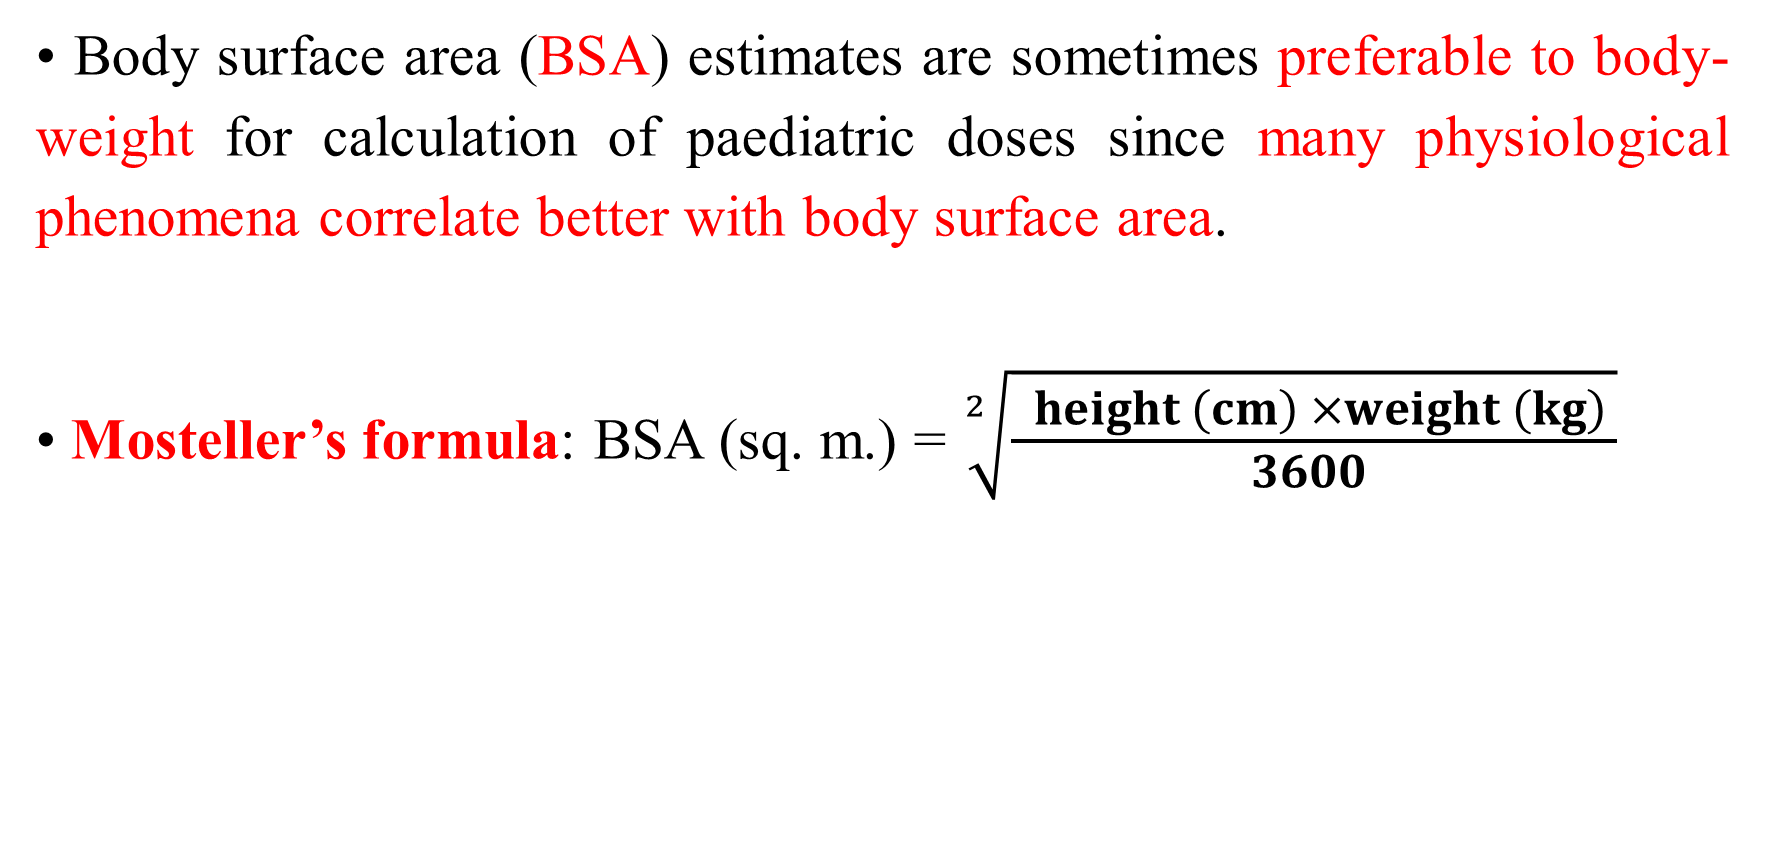 • Body surface area (BSA) estimates are sometimes preferable to body-
weight for calculation of paediatric doses since many physiological
phenomena correlate better with body surface area.
• Mosteller’s formula: BSA (sq. m.) = ²√(height (cm) ×weight (kg) / 3600)